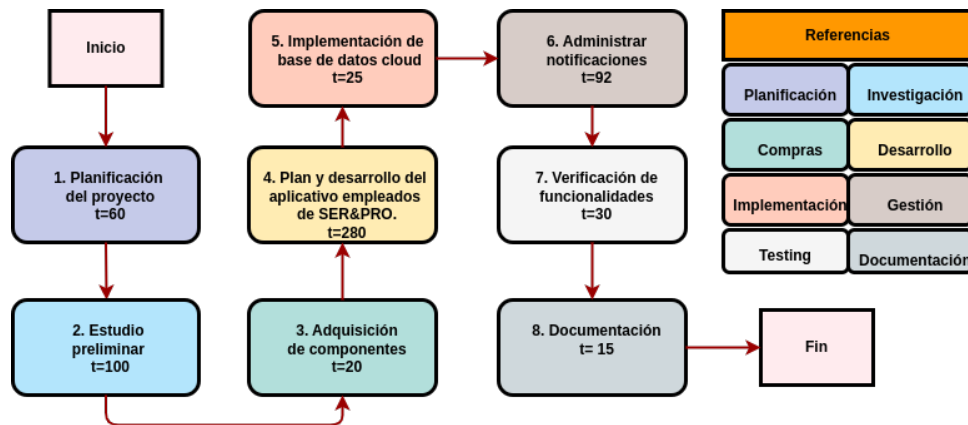 Inicio
1. Planificación
del proyecto
t=60
2. Estudio
preliminar
t=100
3. Adquisición
de componentes
t=20
4. Plan y desarrollo del
aplicativo empleados
de SER&PRO.
t=280
5. Implementación de
base de datos cloud
t=25
6. Administrar
notificaciones
t=92
7. Verificación de
funcionalidades
t=30
8. Documentación
t= 15
Fin
Referencias
Planificación
Investigación
Compras
Desarrollo
Implementación
Gestión
Testing
Documentación